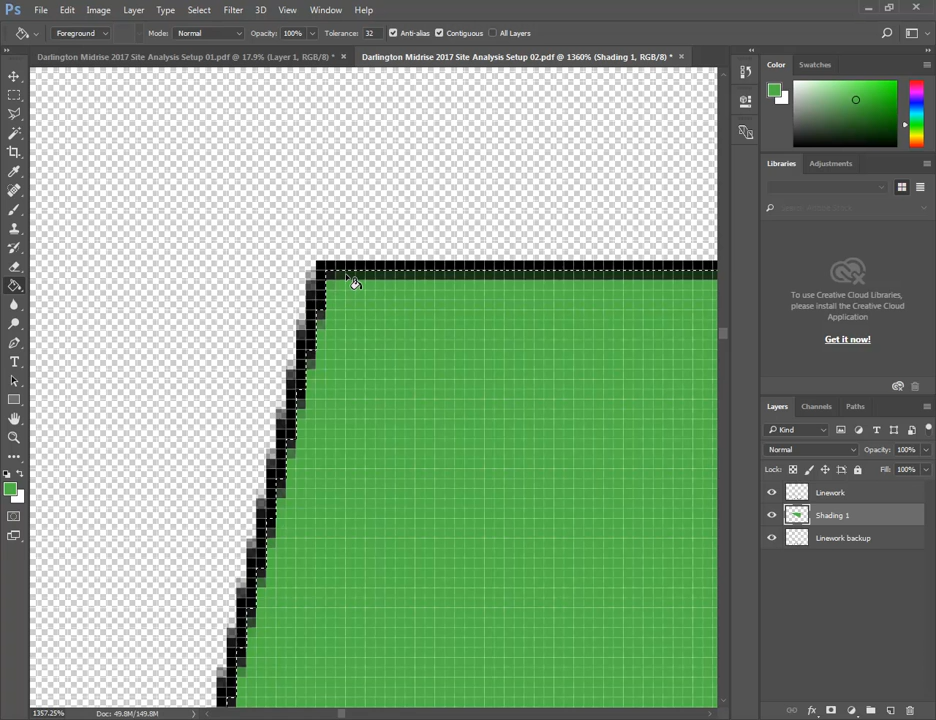 Ps File Edit Image Layer Type Select Filter 3D View Window Help
Foreground Mode: Normal Opacity: 100% Tolerance: 32 Anti-alias Contiguous All Layers
Darlington Midrise 2017 Site Analysis Setup 01.pdf @ 17.9% (Layer 1, RGB/8) * × Darlington Midrise 2017 Site Analysis Setup 02.pdf @ 1360% (Shading 1, RGB/8) * ×
Color Swatches
Libraries Adjustments
To use Creative Cloud Libraries,
please install the Creative Cloud
Application
Get it now!
Layers Channels Paths
Kind
Normal Opacity: 100%
Lock: Fill: 100%
Linework
Shading 1
Linework backup
1357.25% Doc: 49.8M/149.8M